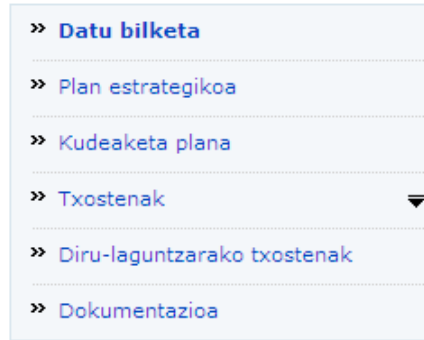 » Datu bilketa
» Plan estrategikoa
» Kudeaketa plana
» Txostenak
» Diru-laguntzarako txostenak
» Dokumentazioa